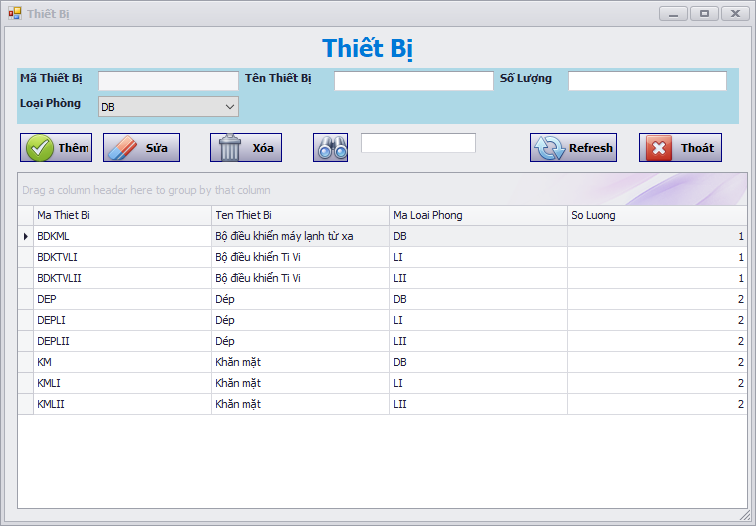 Thiết Bị
Thiết Bị
Mã Thiết Bị Tên Thiết Bị Số Lượng
Loại Phòng DB
Thêm Sửa Xóa Refresh Thoát
Drag a column header here to group by that column
Ma Thiet Bi Ten Thiet Bi Ma Loai Phong So Luong
BDKML Bộ điều khiển máy lạnh từ xa DB 1
BDKTVLI Bộ điều khiển Ti Vi LI 1
BDKTVLII Bộ điều khiển Ti Vi LII 1
DEP Dép DB 2
DEPLI Dép LI 2
DEPLII Dép LII 2
KM Khăn mặt DB 2
KMLI Khăn mặt LI 2
KMLII Khăn mặt LII 2